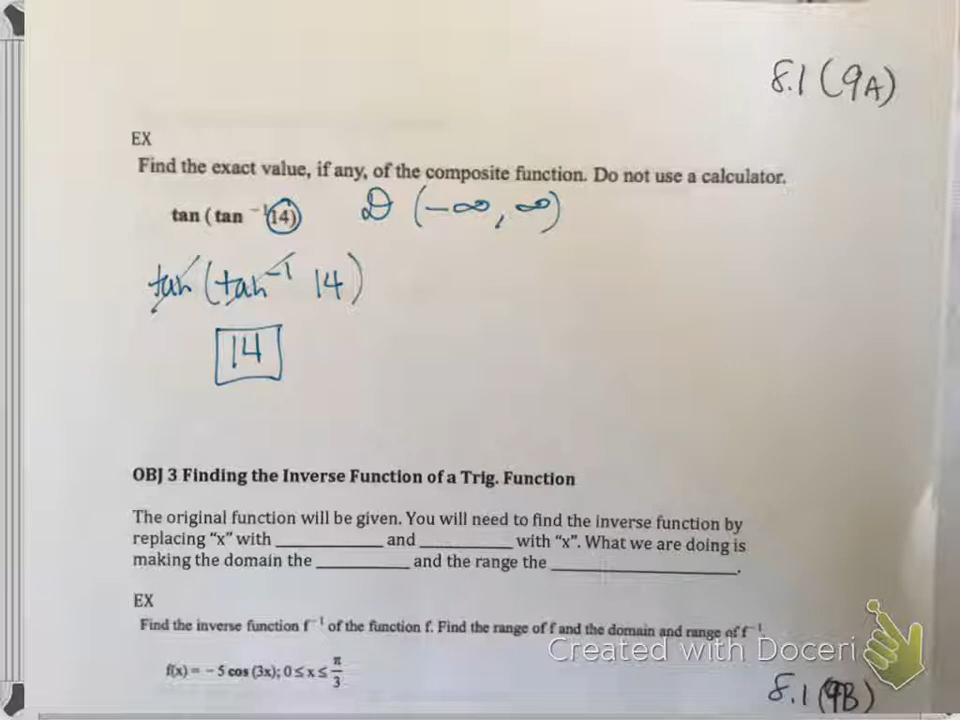 8.1 (9A)
EX
Find the exact value, if any, of the composite function. Do not use a calculator.
tan ( tan ⁻¹ 14) D (-∞, ∞)
tan (tan⁻¹ 14)
14
OBJ 3 Finding the Inverse Function of a Trig. Function
The original function will be given. You will need to find the inverse function by
replacing "x" with __________ and _________ with "x". What we are doing is
making the domain the _________ and the range the __________________.
EX
Find the inverse function f⁻¹ of the function f. Find the range of f and the domain and range of f⁻¹.
Created with Doceri
f(x) = - 5 cos (3x); 0 ≤ x ≤ π/3
8.1 (9B)